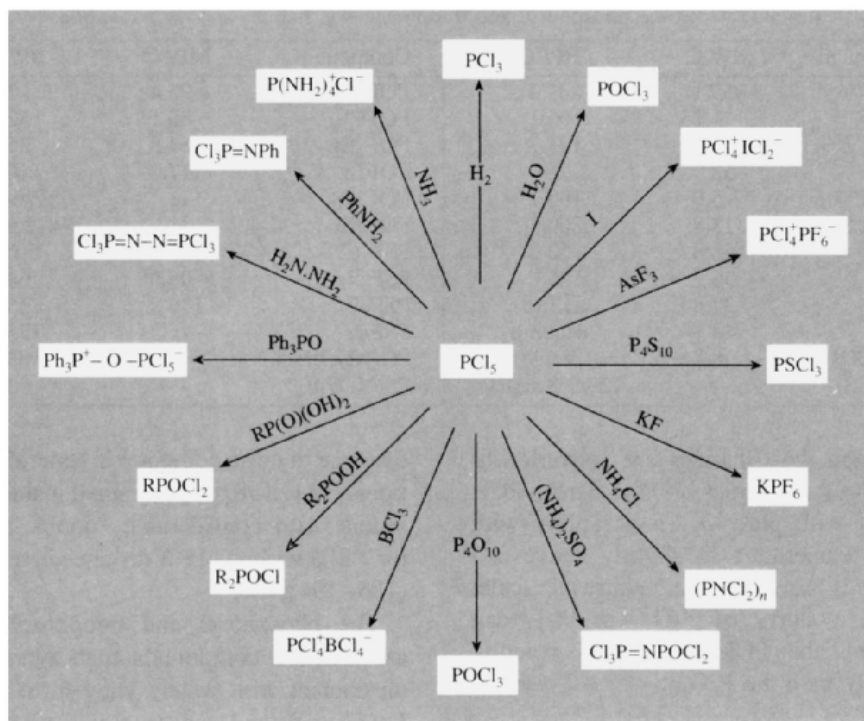 PCl₃
P(NH₂)₄⁺Cl⁻
POCl₃
Cl₃P=NPh
PCl₄⁺ICl₂⁻
NH₃
H₂
H₂O
PhNH₂
I
Cl₃P=N–N=PCl₃
PCl₄⁺PF₆⁻
H₂N.NH₂
AsF₃
Ph₃PO
P₄S₁₀
Ph₃P⁺– O –PCl₅⁻
PCl₅
PSCl₃
RP(O)(OH)₂
KF
RPOCl₂
R₂POOH
BCl₃
P₄O₁₀
(NH₄)₂SO₄
NH₄Cl
KPF₆
R₂POCl
(PNCl₂)ₙ
PCl₄⁺BCl₄⁻
POCl₃
Cl₃P=NPOCl₂